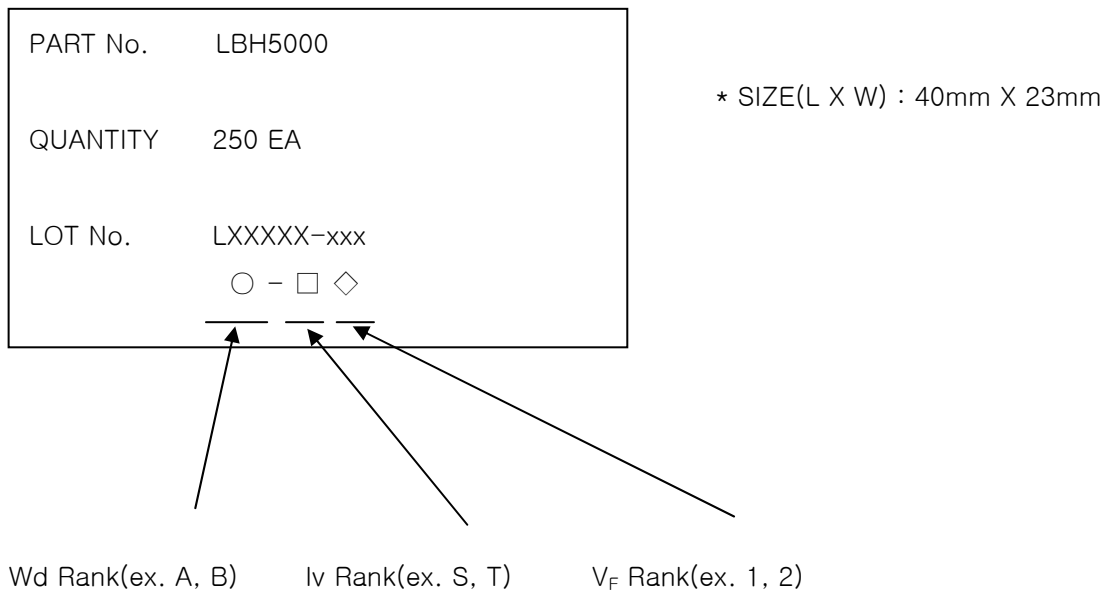 PART No. LBH5000
* SIZE(L X W) : 40mm X 23mm
QUANTITY 250 EA
LOT No. LXXXXX-xxx
○ - □ ◇
Wd Rank(ex. A, B) Iv Rank(ex. S, T) VF Rank(ex. 1, 2)